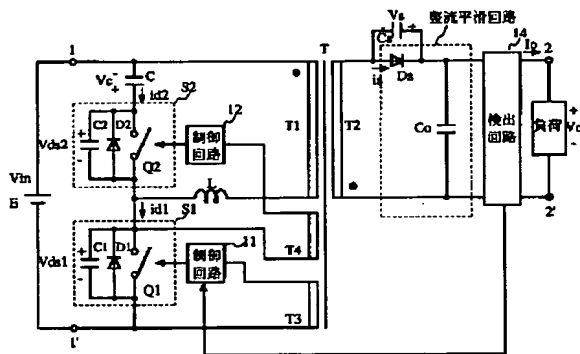 Vs
- +
Cs
整流平滑回路
14
Io
1
T
2
Vc - +
C
id2
S2
is
Ds
C2
D2
Vds2
+
-
Q2
12
制御
回路
T1
T2
Co
検出
回路
負荷
+
Vo
-
Vin
E
L
id1
S1
2'
11
C1
D1
Vds1
+
-
Q1
制御
回路
T4
T3
1'